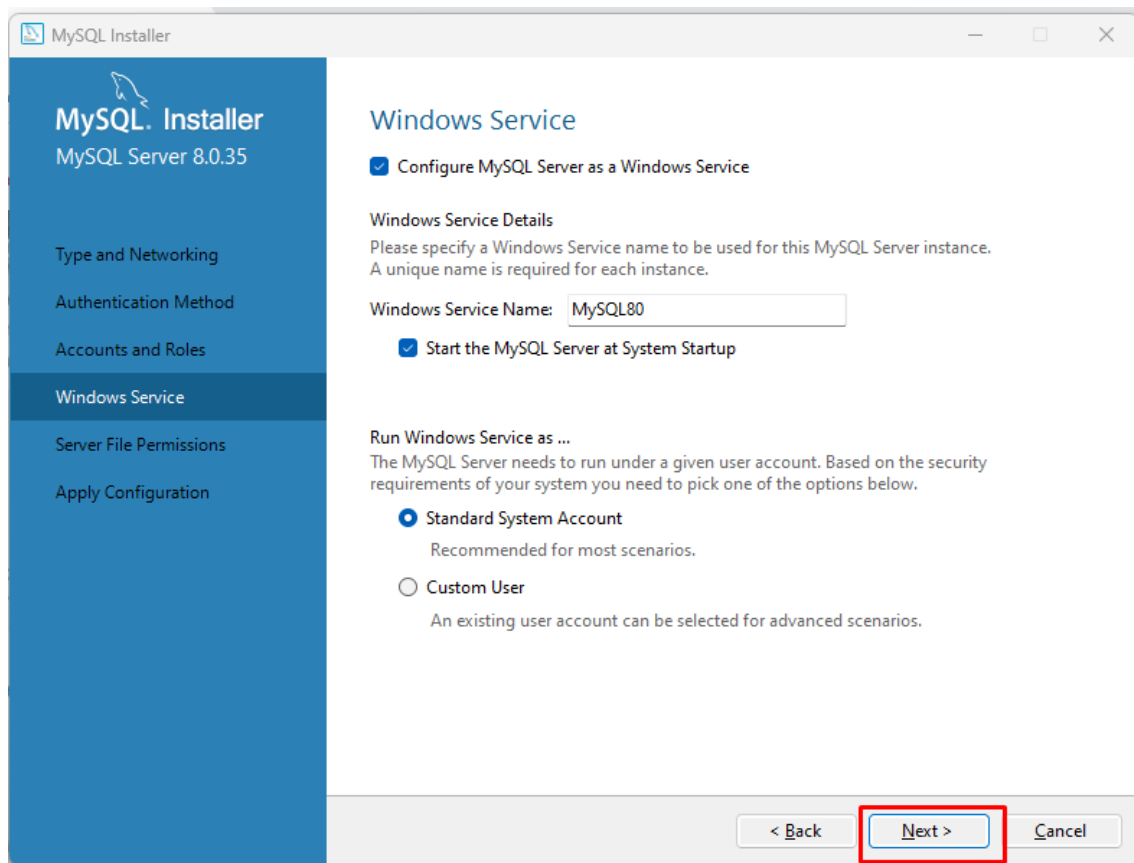 MySQL Installer
MySQL. Installer
MySQL Server 8.0.35
Type and Networking
Authentication Method
Accounts and Roles
Windows Service
Server File Permissions
Apply Configuration
Windows Service
Configure MySQL Server as a Windows Service
Windows Service Details
Please specify a Windows Service name to be used for this MySQL Server instance.
A unique name is required for each instance.
Windows Service Name: MySQL80
Start the MySQL Server at System Startup
Run Windows Service as ...
The MySQL Server needs to run under a given user account. Based on the security
requirements of your system you need to pick one of the options below.
Standard System Account
Recommended for most scenarios.
Custom User
An existing user account can be selected for advanced scenarios.
< Back Next > Cancel